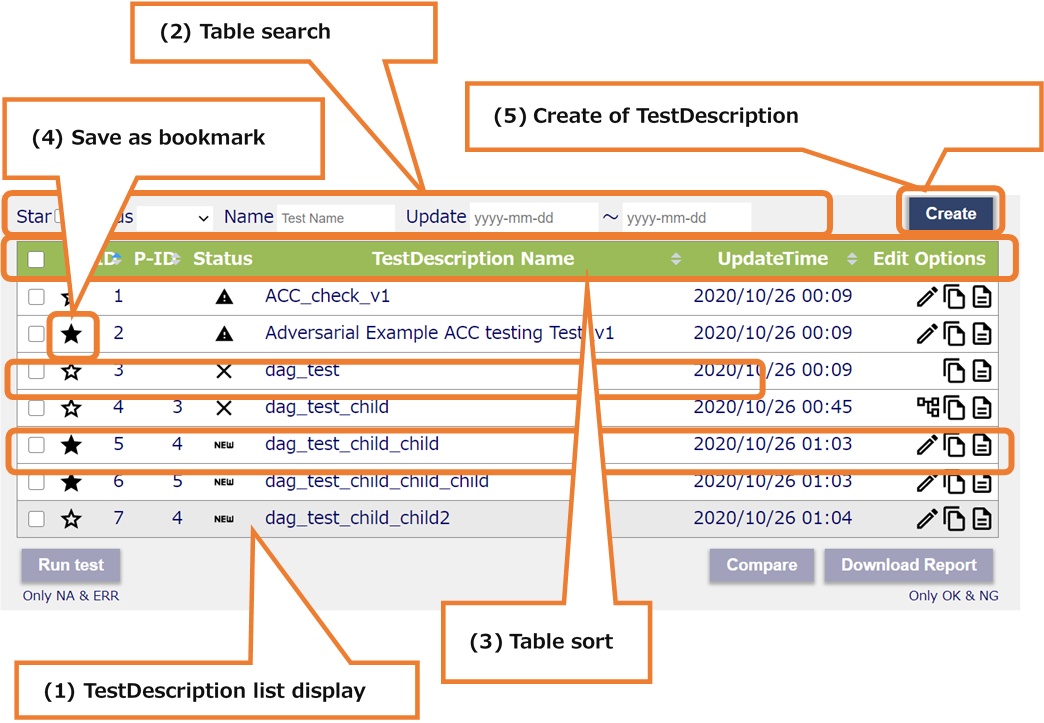 (2) Table search
(5) Create of TestDescription
(4) Save as bookmark
Star us Name Test Name Update yyyy-mm-dd ～ yyyy-mm-dd Create
ID P-ID Status TestDescription Name UpdateTime Edit Options
1 ACC_check_v1 2020/10/26 00:09
2 Adversarial Example ACC testing Test v1 2020/10/26 00:09
3 dag_test 2020/10/26 00:09
4 3 dag_test_child 2020/10/26 00:45
5 4 NEW dag_test_child_child 2020/10/26 01:03
6 5 NEW dag_test_child_child_child 2020/10/26 01:03
7 4 NEW dag_test_child_child2 2020/10/26 01:04
Run test Compare Download Report
Only NA & ERR Only OK & NG
(3) Table sort
(1) TestDescription list display